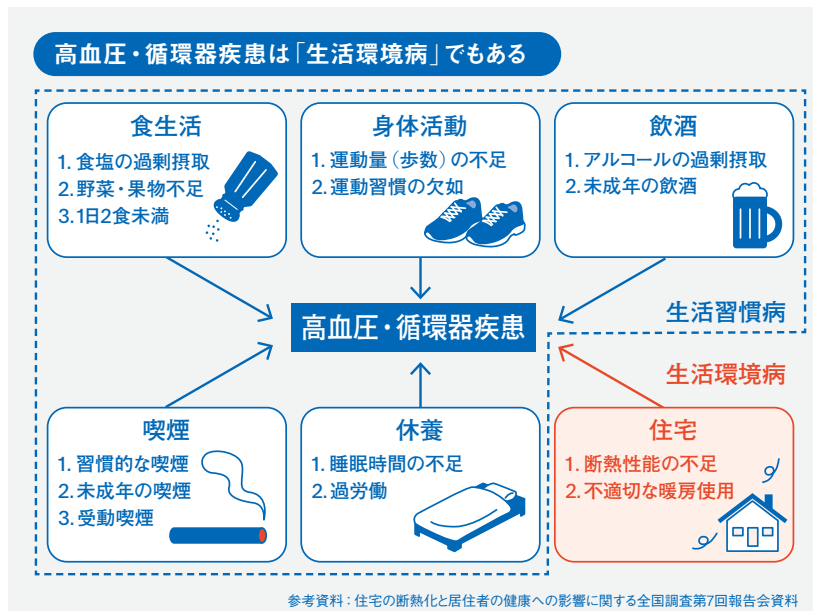 高血圧・循環器疾患は「生活環境病」でもある
食生活
1. 食塩の過剰摂取
2. 野菜・果物不足
3. 1日2食未満
身体活動
1. 運動量（歩数）の不足
2. 運動習慣の欠如
飲酒
1. アルコールの過剰摂取
2. 未成年の飲酒
生活習慣病
高血圧・循環器疾患
生活環境病
喫煙
1. 習慣的な喫煙
2. 未成年の喫煙
3. 受動喫煙
休養
1. 睡眠時間の不足
2. 過労働
住宅
1. 断熱性能の不足
2. 不適切な暖房使用
参考資料：住宅の断熱化と居住者の健康への影響に関する全国調査第7回報告会資料